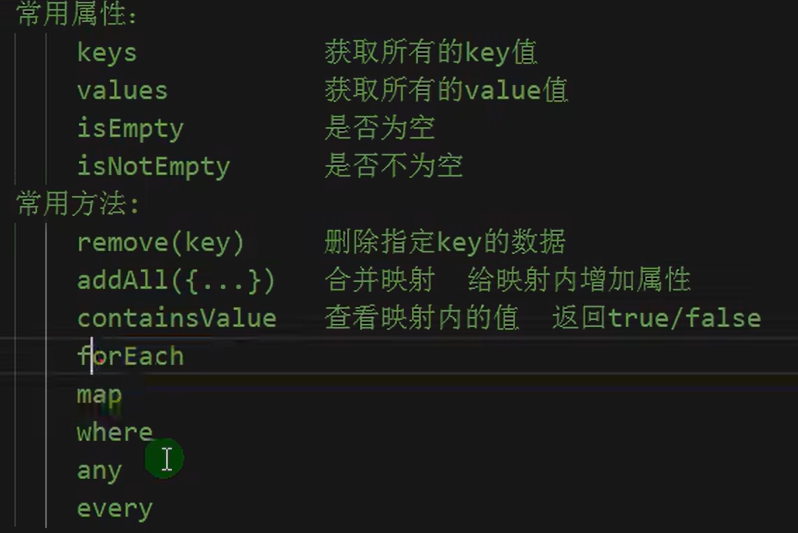 常用属性:
keys 获取所有的key值
values 获取所有的value值
isEmpty 是否为空
isNotEmpty 是否不为空
常用方法:
remove(key) 删除指定key的数据
addAll({...}) 合并映射 给映射内增加属性
containsValue 查看映射内的值 返回true/false
forEach
map
where
any
every